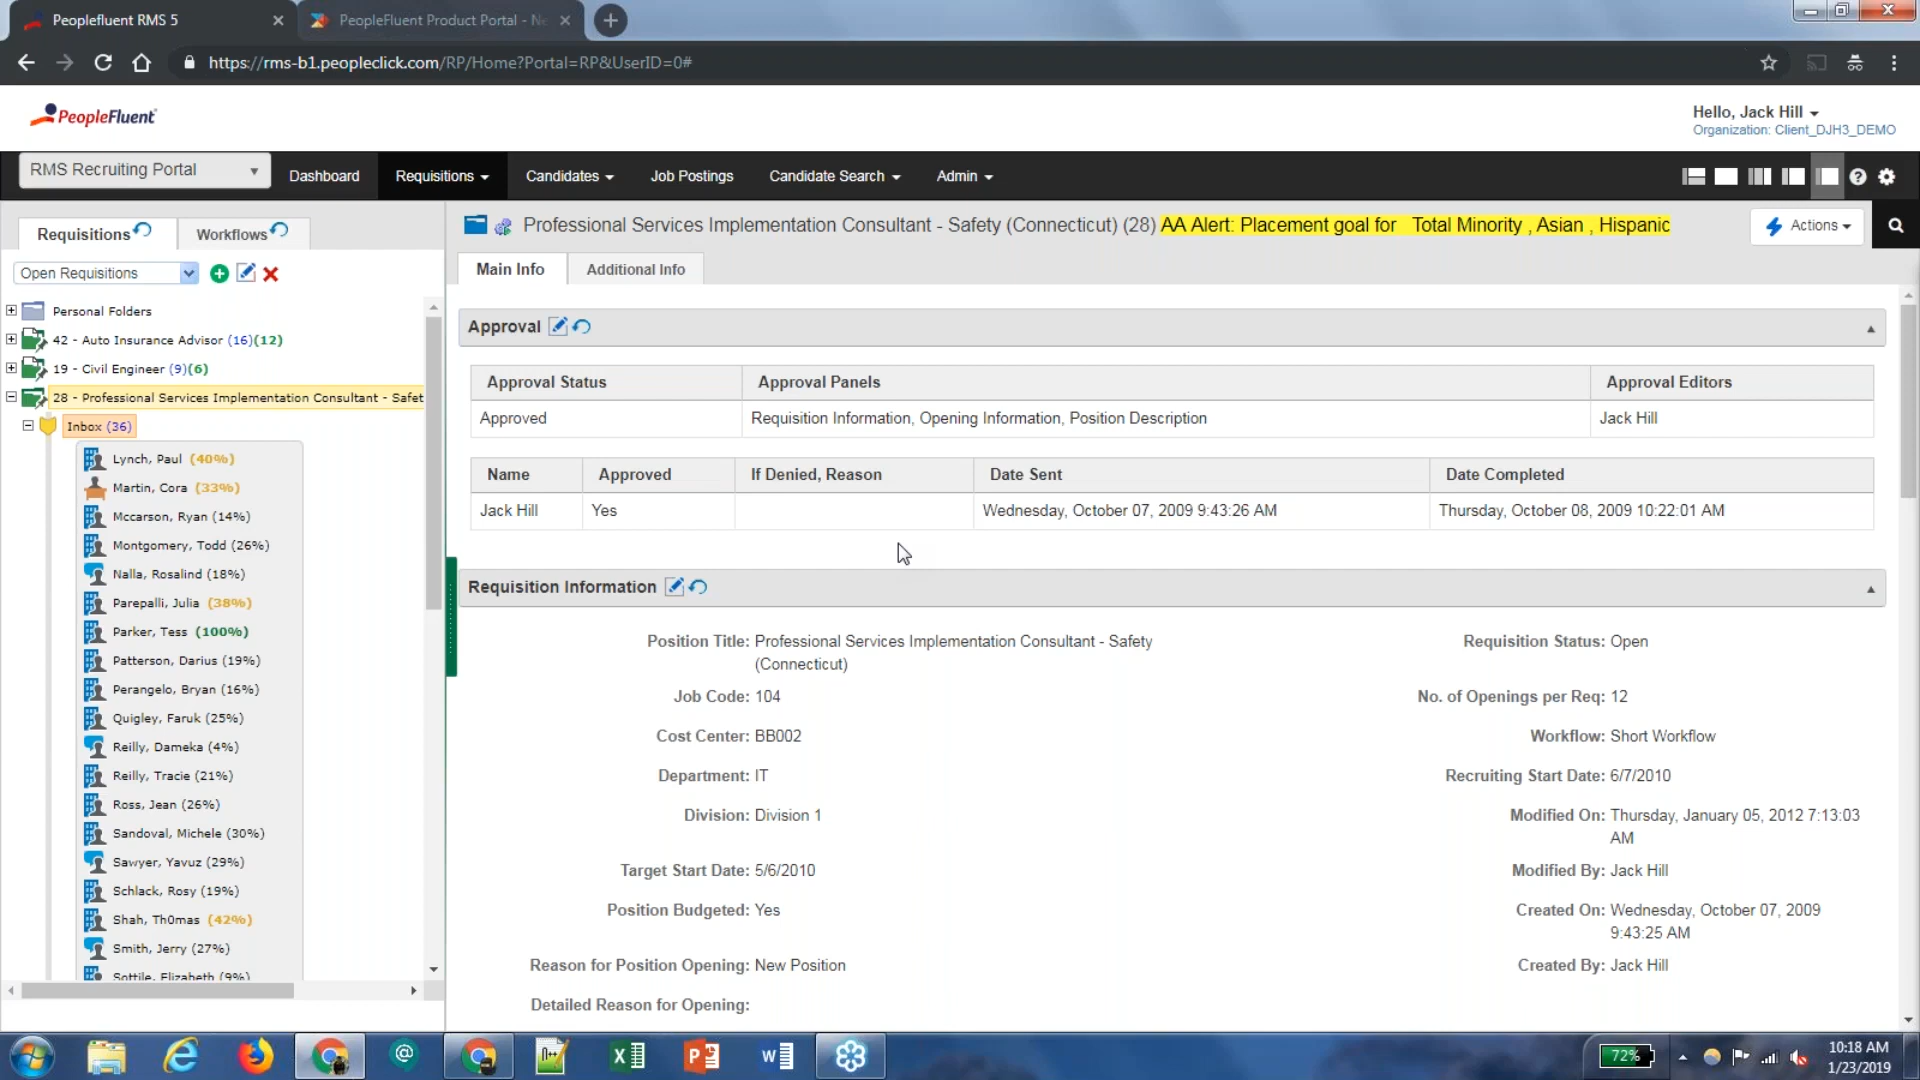 Peoplefluent RMS 5
PeopleFluent Product Portal - Ne
https://rms-b1.peopleclick.com/RP/Home?Portal=RP&UserID=0#
PeopleFluent
Hello, Jack Hill
Organization: Client_DJH3_DEMO
RMS Recruiting Portal
Dashboard
Requisitions
Candidates
Job Postings
Candidate Search
Admin
Requisitions
Workflows
Professional Services Implementation Consultant - Safety (Connecticut) (28) AA Alert: Placement goal for Total Minority , Asian , Hispanic
Actions
Open Requisitions
Main Info
Additional Info
Personal Folders
42 - Auto Insurance Advisor (16)(12)
19 - Civil Engineer (9)(6)
28 - Professional Services Implementation Consultant - Safet
Inbox (36)
Lynch, Paul (40%)
Martin, Cora (33%)
Mccarson, Ryan (14%)
Montgomery, Todd (26%)
Nalla, Rosalind (18%)
Parepalli, Julia (38%)
Parker, Tess (100%)
Patterson, Darius (19%)
Perangelo, Bryan (16%)
Quigley, Faruk (25%)
Reilly, Dameka (4%)
Reilly, Tracie (21%)
Ross, Jean (26%)
Sandoval, Michele (30%)
Sawyer, Yavuz (29%)
Schlack, Rosy (19%)
Shah, Th0mas (42%)
Smith, Jerry (27%)
Sottile, Elizabeth (9%)
Approval
Approval Status
Approval Panels
Approval Editors
Approved
Requisition Information, Opening Information, Position Description
Jack Hill
Name
Approved
If Denied, Reason
Date Sent
Date Completed
Jack Hill
Yes
Wednesday, October 07, 2009 9:43:26 AM
Thursday, October 08, 2009 10:22:01 AM
Requisition Information
Position Title: Professional Services Implementation Consultant - Safety
(Connecticut)
Requisition Status: Open
Job Code: 104
No. of Openings per Req: 12
Cost Center: BB002
Workflow: Short Workflow
Department: IT
Recruiting Start Date: 6/7/2010
Division: Division 1
Modified On: Thursday, January 05, 2012 7:13:03
AM
Target Start Date: 5/6/2010
Modified By: Jack Hill
Position Budgeted: Yes
Created On: Wednesday, October 07, 2009
9:43:25 AM
Reason for Position Opening: New Position
Created By: Jack Hill
Detailed Reason for Opening:
72%
10:18 AM
1/23/2019